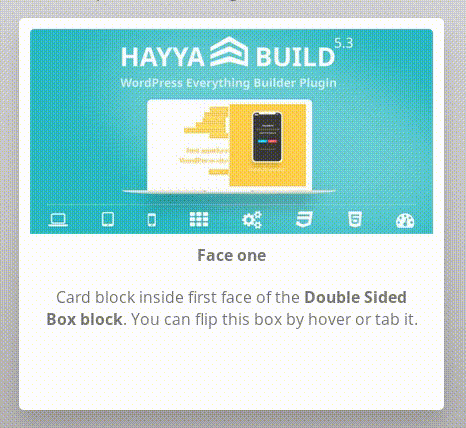 HAYYA BUILD 5.3
WordPress Everything Builder Plugin
Face one
Card block inside first face of the Double Sided
Box block. You can flip this box by hover or tab it.